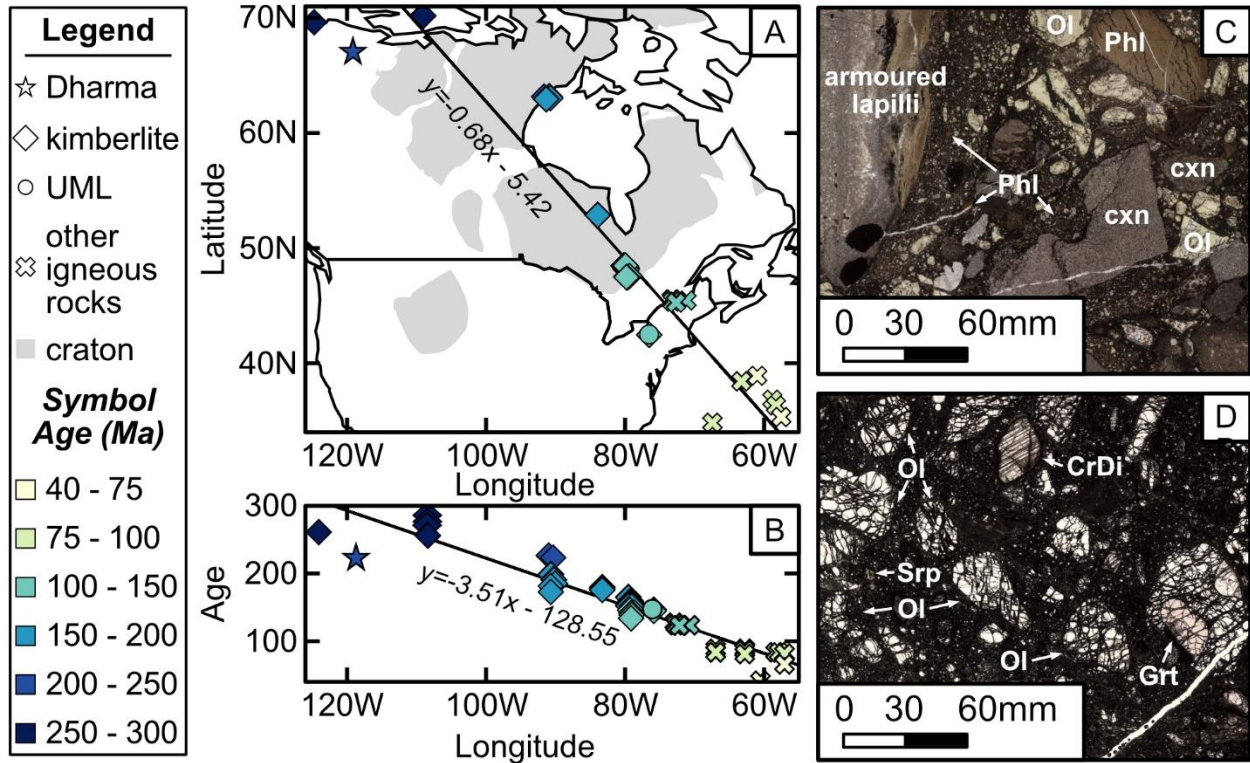 Legend
Dharma
kimberlite
UML
other
igneous
rocks
craton
Symbol
Age (Ma)
40 - 75
75 - 100
100 - 150
150 - 200
200 - 250
250 - 300
A
70N
60N
50N
40N
Latitude
y=-0.68x - 5.42
120W
100W
80W
60W
Longitude
B
300
200
100
Age
y=-3.51x - 128.55
120W
100W
80W
60W
Longitude
C
Ol
Phl
armoured
lapilli
Phl
cxn
cxn
Ol
0 30 60mm
D
Ol
CrDi
Srp
Ol
Ol
Grt
0 30 60mm